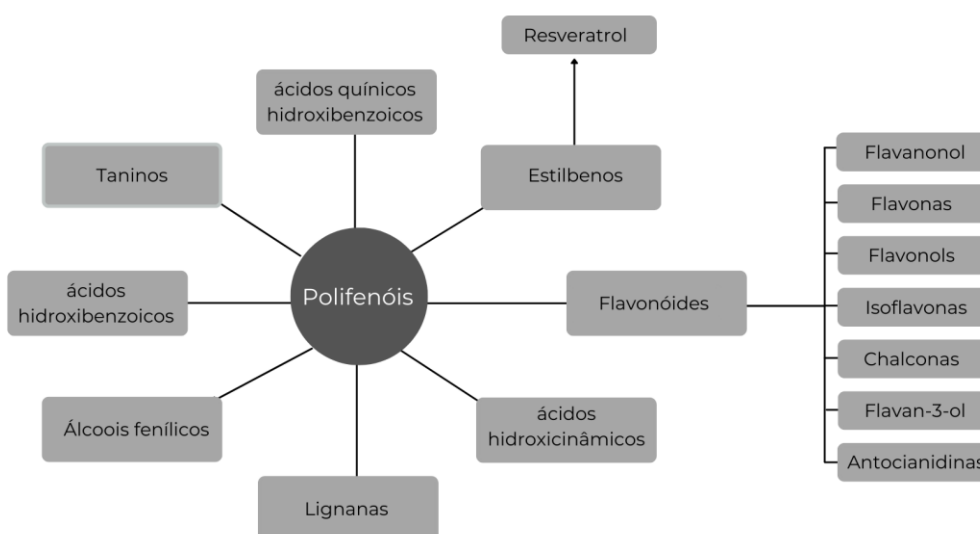 Resveratrol
ácidos químicos
hidroxibenzoicos
Taninos
Estilbenos
Flavanonol
Flavonas
Flavonols
Isoflavonas
Chalconas
Flavan-3-ol
Antocianidinas
Polifenóis
Flavonóides
ácidos
hidroxibenzoicos
Álcoois fenílicos
ácidos
hidroxicinâmicos
Lignanas